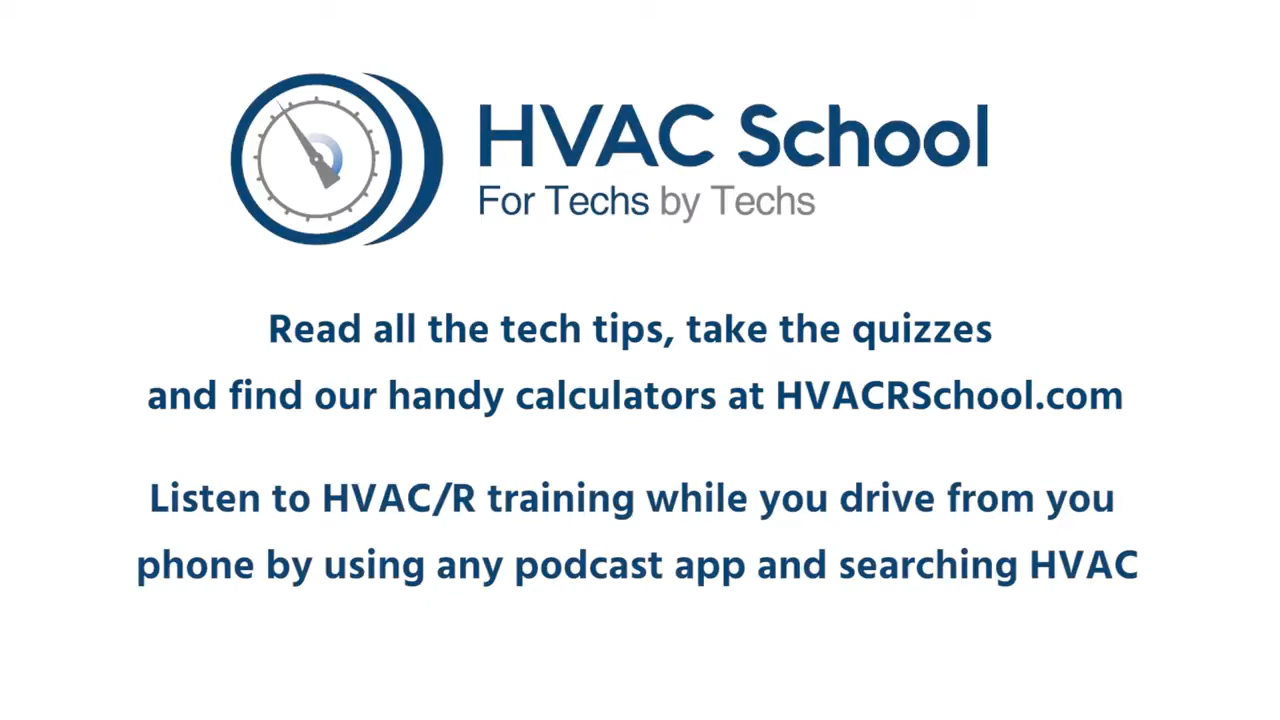 HVAC School
For Techs by Techs
Read all the tech tips, take the quizzes
and find our handy calculators at HVACRSchool.com
Listen to HVAC/R training while you drive from you
phone by using any podcast app and searching HVAC